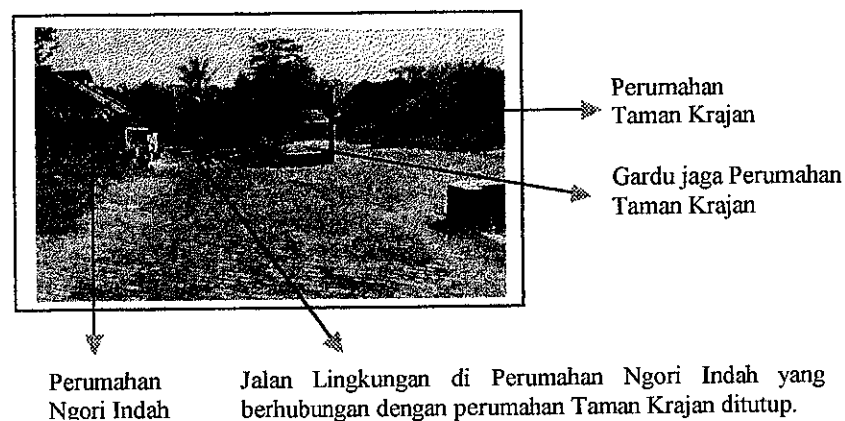 Perumahan
Taman Krajan
Gardu jaga Perumahan
Taman Krajan
Perumahan
Ngori Indah
Jalan Lingkungan di Perumahan Ngori Indah yang
berhubungan dengan perumahan Taman Krajan ditutup.